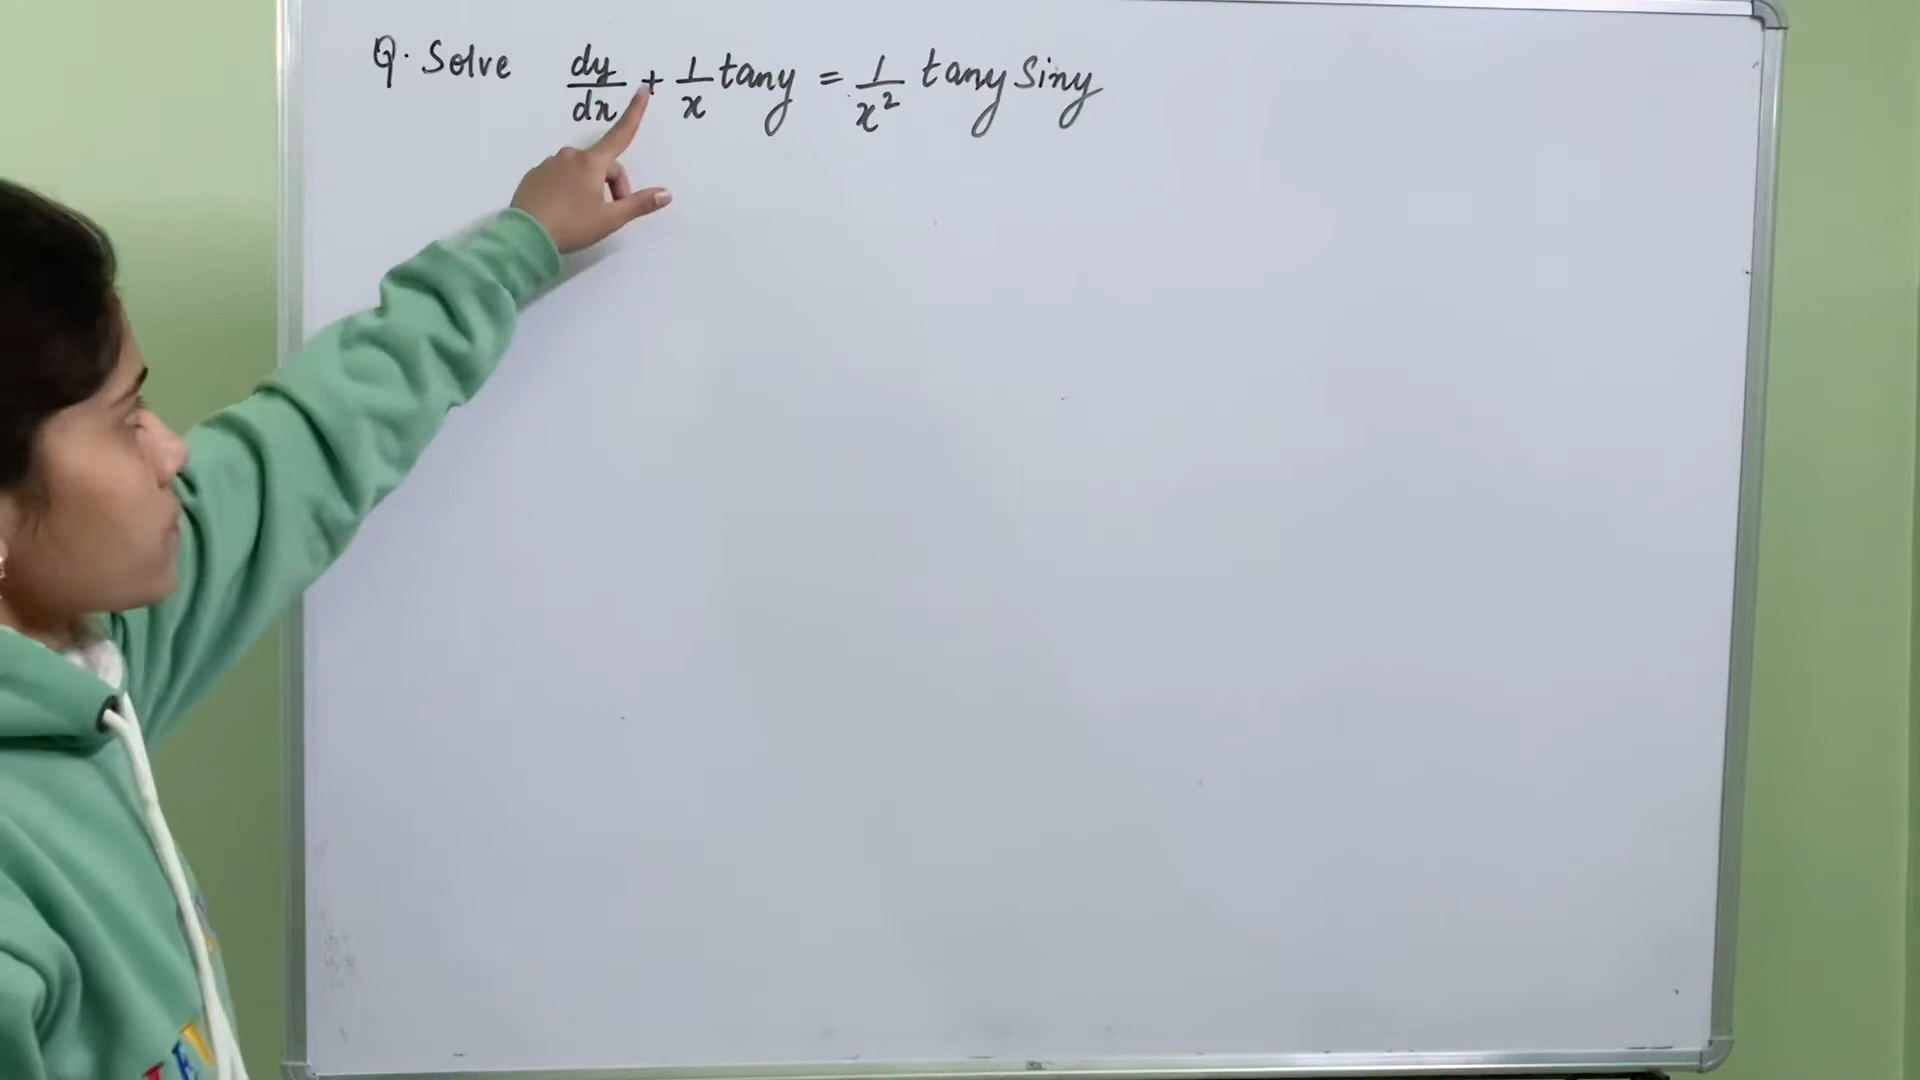 Q. Solve dy/dx + 1/x tany = 1/x² tany Siny